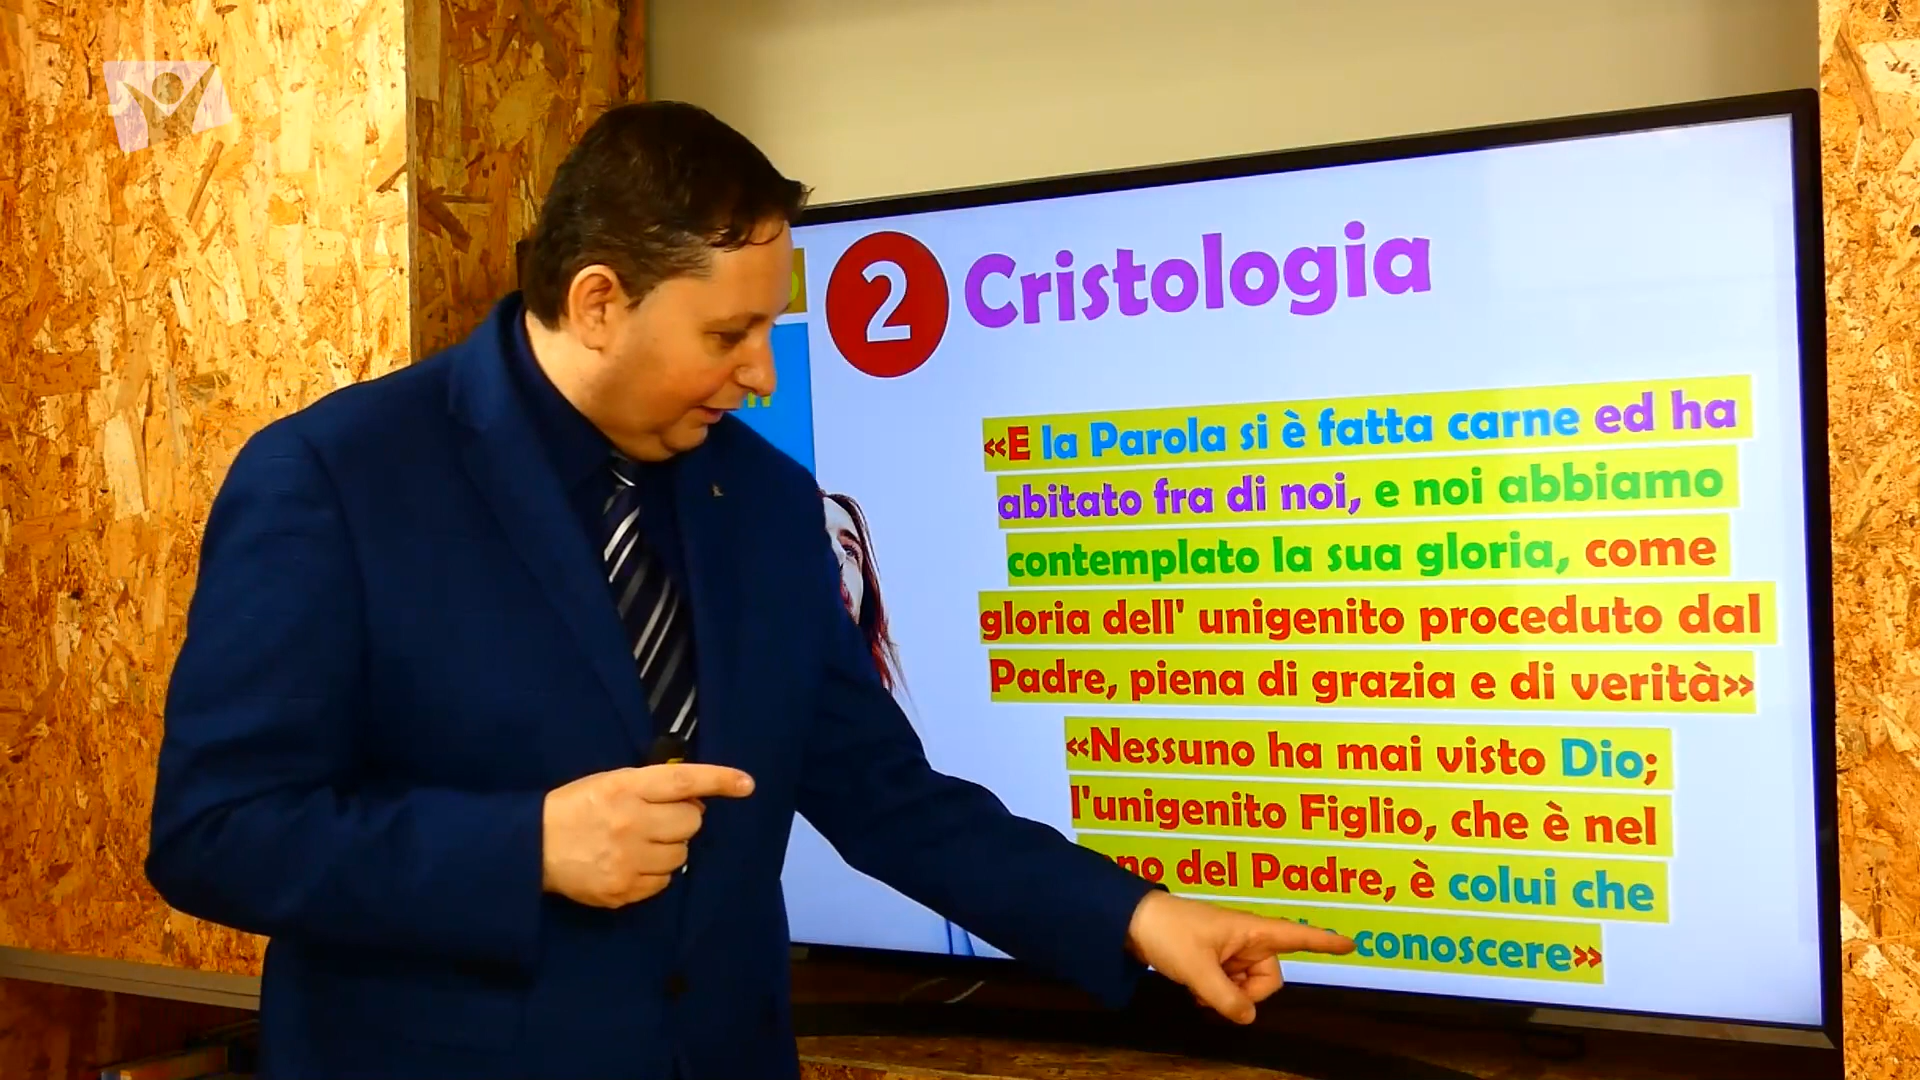 2 Cristologia
«E la Parola si è fatta carne ed ha
abitato fra di noi, e noi abbiamo
contemplato la sua gloria, come
gloria dell' unigenito proceduto dal
Padre, piena di grazia e di verità»
«Nessuno ha mai visto Dio;
l'unigenito Figlio, che è nel
del Padre, è colui che
conoscere»